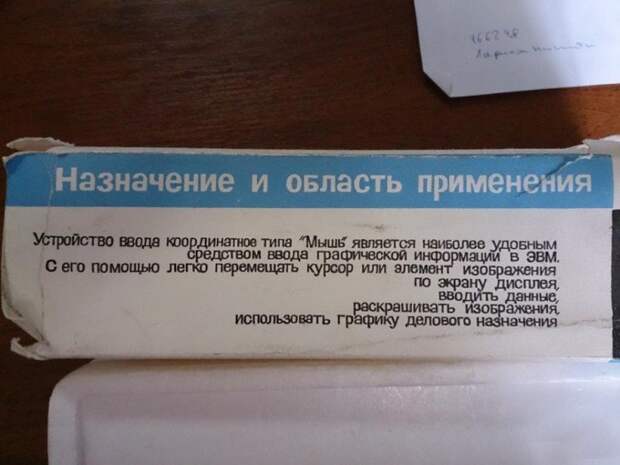 166248
Назначение и область применения
Устройство ввода координатное типа "Мышь" является наиболее удобным
средством ввода графической информации в ЭВМ.
С его помощью легко перемещать курсор или элемент изображения
по экрану дисплея,
вводить данные,
раскрашивать изображения,
использовать графику делового назначения